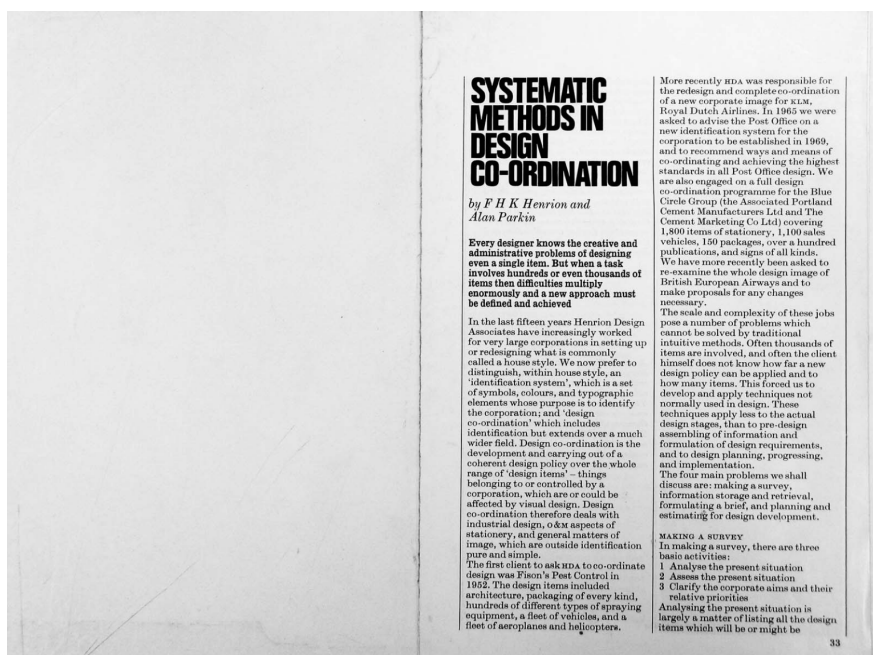 SYSTEMATIC
METHODS IN
DESIGN
CO-ORDINATION
by F H K Henrion and
Alan Parkin
Every designer knows the creative and
administrative problems of designing
even a single item. But when a task
involves hundreds or even thousands of
items then difficulties multiply
enormously and a new approach must
be defined and achieved
In the last fifteen years Henrion Design
Associates have increasingly worked
for very large corporations in setting up
or redesigning what is commonly
called a house style. We now prefer to
distinguish, within house style, an
‘identification system’, which is a set
of symbols, colours, and typographic
elements whose purpose is to identify
the corporation; and ‘design
co-ordination’ which includes
identification but extends over a much
wider field. Design co-ordination is the
development and carrying out of a
coherent design policy over the whole
range of ‘design items’ – things
belonging to or controlled by a
corporation, which are or could be
affected by visual design. Design
co-ordination therefore deals with
industrial design, O&M aspects of
stationery, and general matters of
image, which are outside identification
pure and simple.
The first client to ask HDA to co-ordinate
design was Fison's Pest Control in
1952. The design items included
architecture, packaging of every kind,
hundreds of different types of spraying
equipment, a fleet of vehicles, and a
fleet of aeroplanes and helicopters.
More recently HDA was responsible for
the redesign and complete co-ordination
of a new corporate image for KLM,
Royal Dutch Airlines. In 1965 we were
asked to advise the Post Office on a
new identification system for the
corporation to be established in 1969,
and to recommend ways and means of
co-ordinating and achieving the highest
standards in all Post Office design. We
are also engaged on a full design
co-ordination programme for the Blue
Circle Group (the Associated Portland
Cement Manufacturers Ltd and The
Cement Marketing Co Ltd) covering
1,800 items of stationery, 1,100 sales
vehicles, 150 packages, over a hundred
publications, and signs of all kinds.
We have more recently been asked to
re-examine the whole design image of
British European Airways and to
make proposals for any changes
necessary.
The scale and complexity of these jobs
pose a number of problems which
cannot be solved by traditional
intuitive methods. Often thousands of
items are involved, and often the client
himself does not know how far a new
design policy can be applied and to
how many items. This forced us to
develop and apply techniques not
normally used in design. These
techniques apply less to the actual
design stages, than to pre-design
assembling of information and
formulation of design requirements,
and to design planning, progressing,
and implementation.
The four main problems we shall
discuss are: making a survey,
information storage and retrieval,
formulating a brief, and planning and
estimating for design development.
MAKING A SURVEY
In making a survey, there are three
basic activities:
1 Analyse the present situation
2 Assess the present situation
3 Clarify the corporate aims and their
relative priorities
Analysing the present situation is
largely a matter of listing all the design
items which will be or might be
33